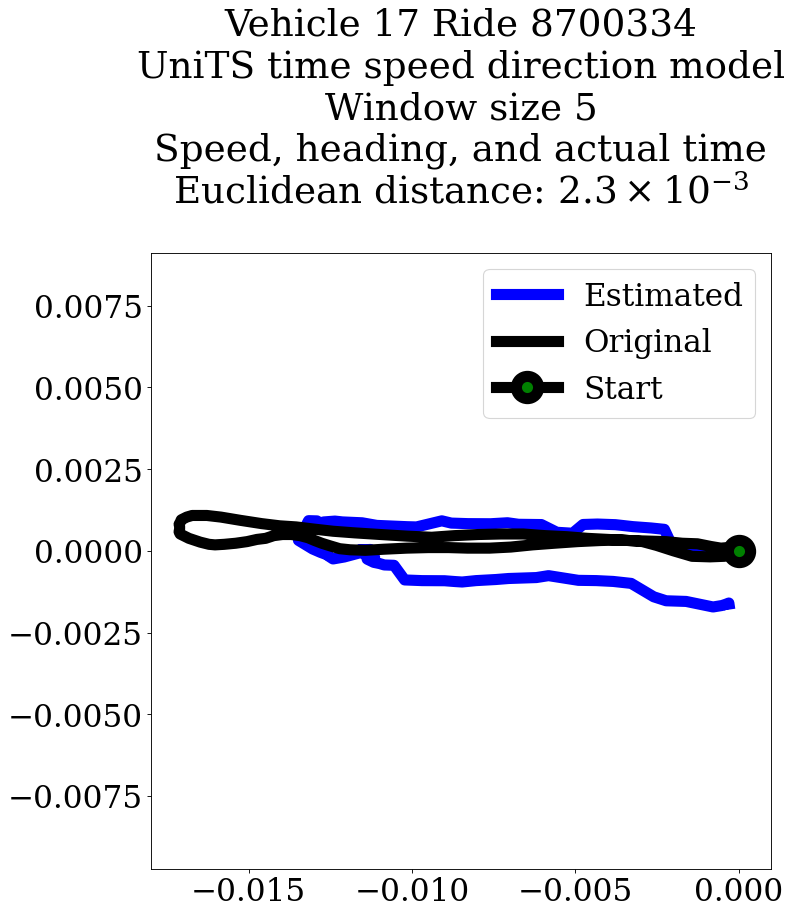 Vehicle 17 Ride 8700334
UniTS time speed direction model
Window size 5
Speed, heading, and actual time
Euclidean distance: 2.3 × 10⁻³
Estimated
Original
Start
0.0075
0.0050
0.0025
0.0000
−0.0025
−0.0050
−0.0075
−0.015 −0.010 −0.005 0.000